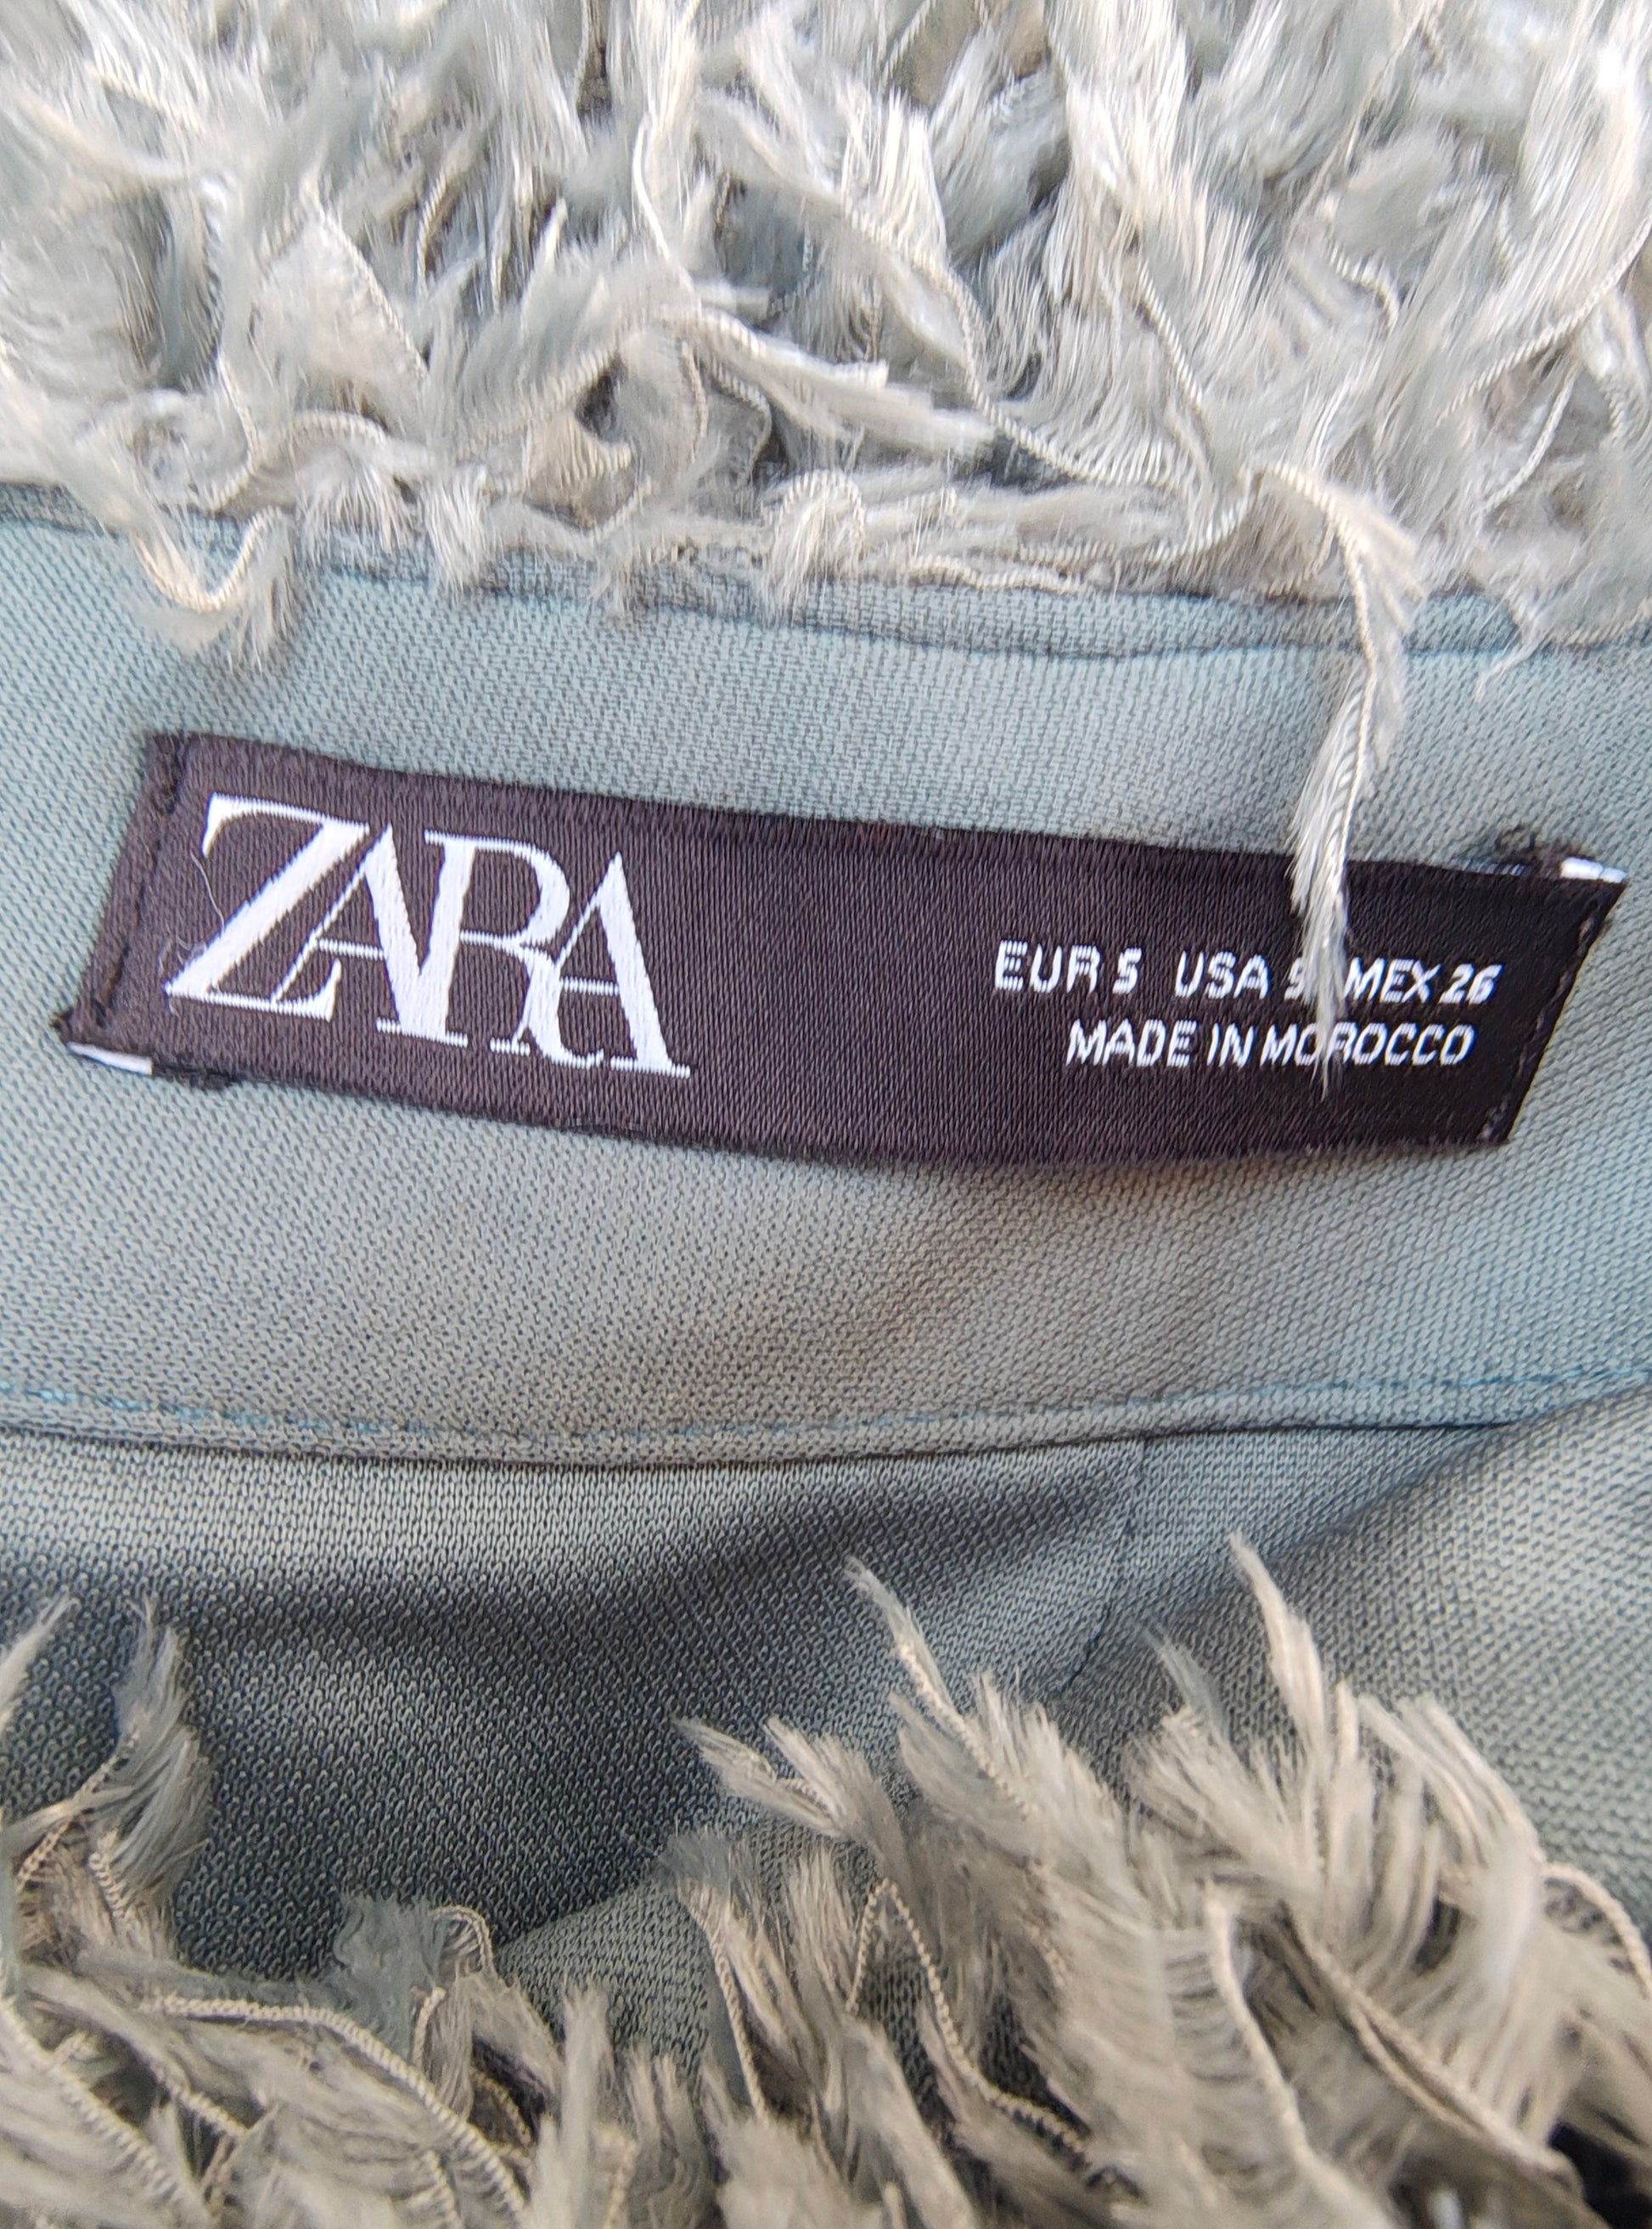 ZARA
EUR S USA S MEX 26
MADE IN MOROCCO